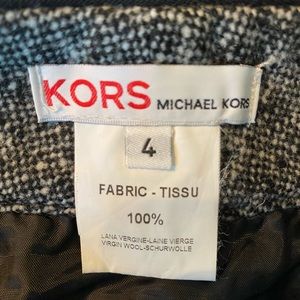 KORS MICHAEL KORS
4
FABRIC - TISSU
100%
LANA VERGINE-LAINE VIERGE
VIRGIN WOOL-SCHURWOLLE